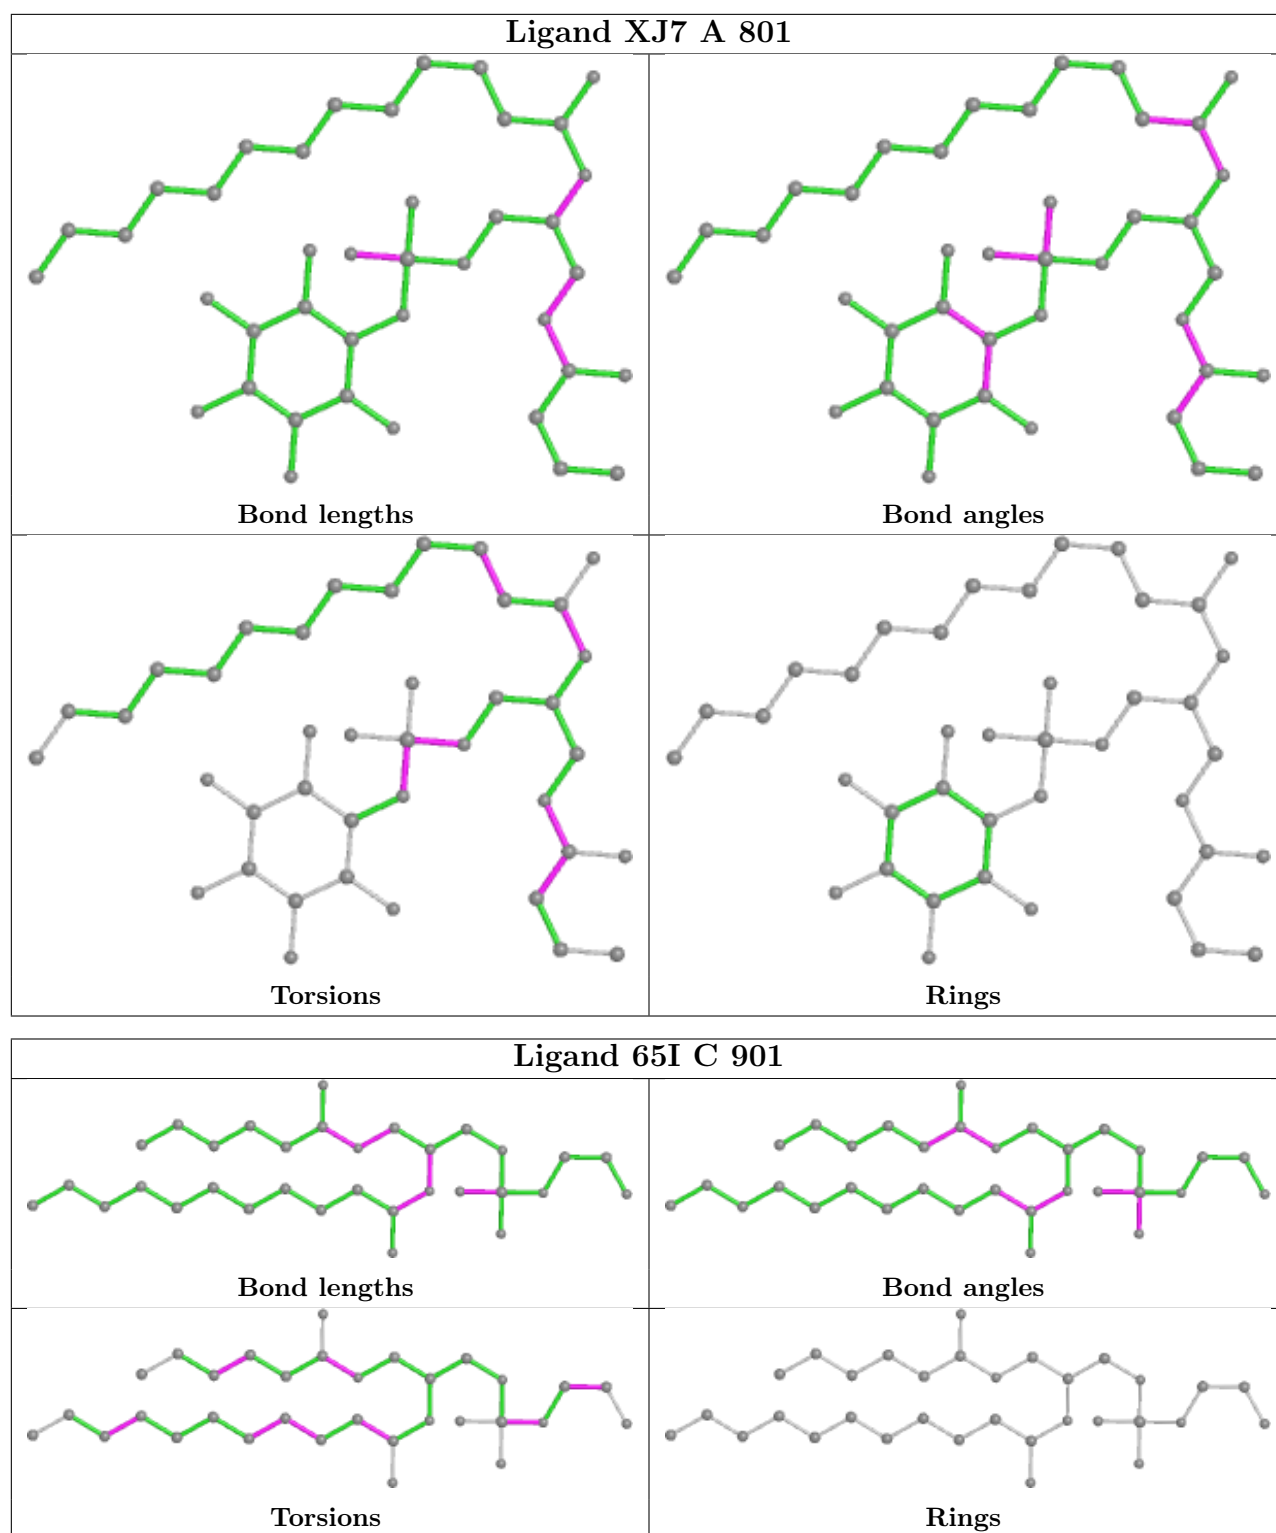 Ligand XJ7 A 801
Bond lengths
Bond angles
Torsions
Rings
Ligand 65I C 901
Bond lengths
Bond angles
Torsions
Rings